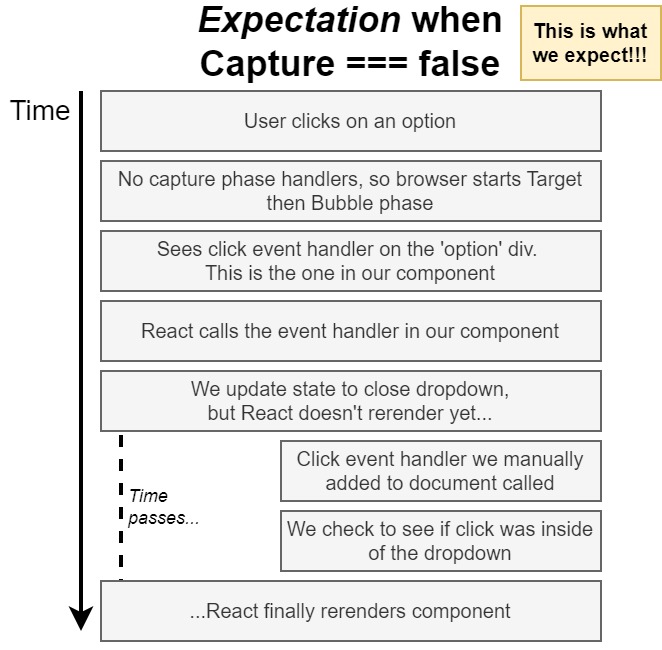 Expectation when
Capture === false
This is what
we expect!!!
Time
User clicks on an option
No capture phase handlers, so browser starts Target
then Bubble phase
Sees click event handler on the 'option' div.
This is the one in our component
React calls the event handler in our component
We update state to close dropdown,
but React doesn't rerender yet...
Click event handler we manually
added to document called
Time
passes...
We check to see if click was inside
of the dropdown
...React finally rerenders component